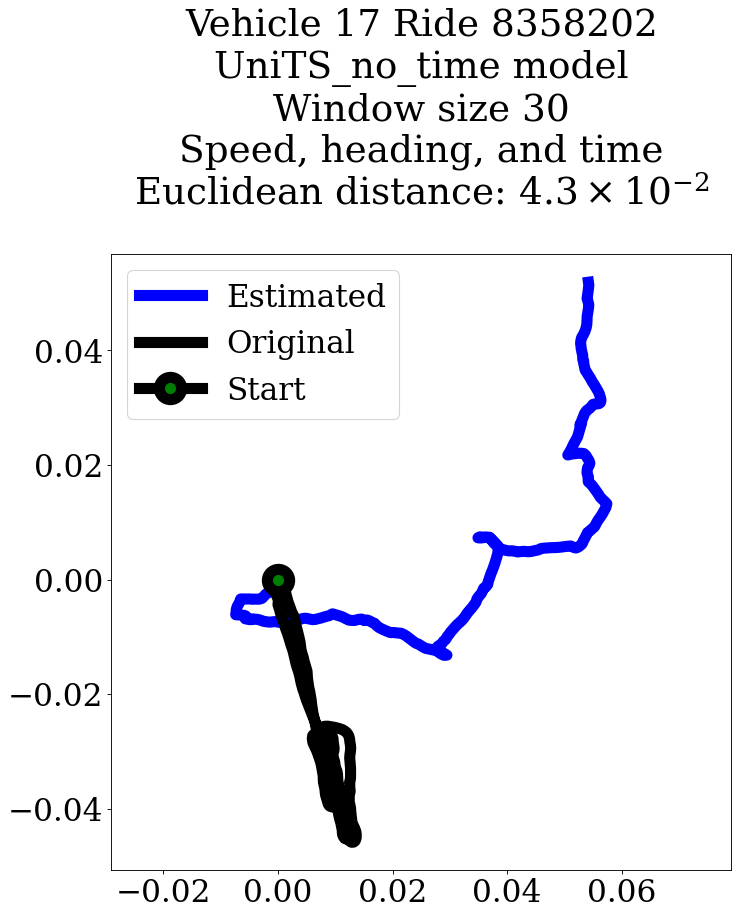 Vehicle 17 Ride 8358202
UniTS_no_time model
Window size 30
Speed, heading, and time
Euclidean distance: 4.3 × 10⁻²
Estimated
Original
Start
0.04
0.02
0.00
−0.02
−0.04
−0.02 0.00 0.02 0.04 0.06